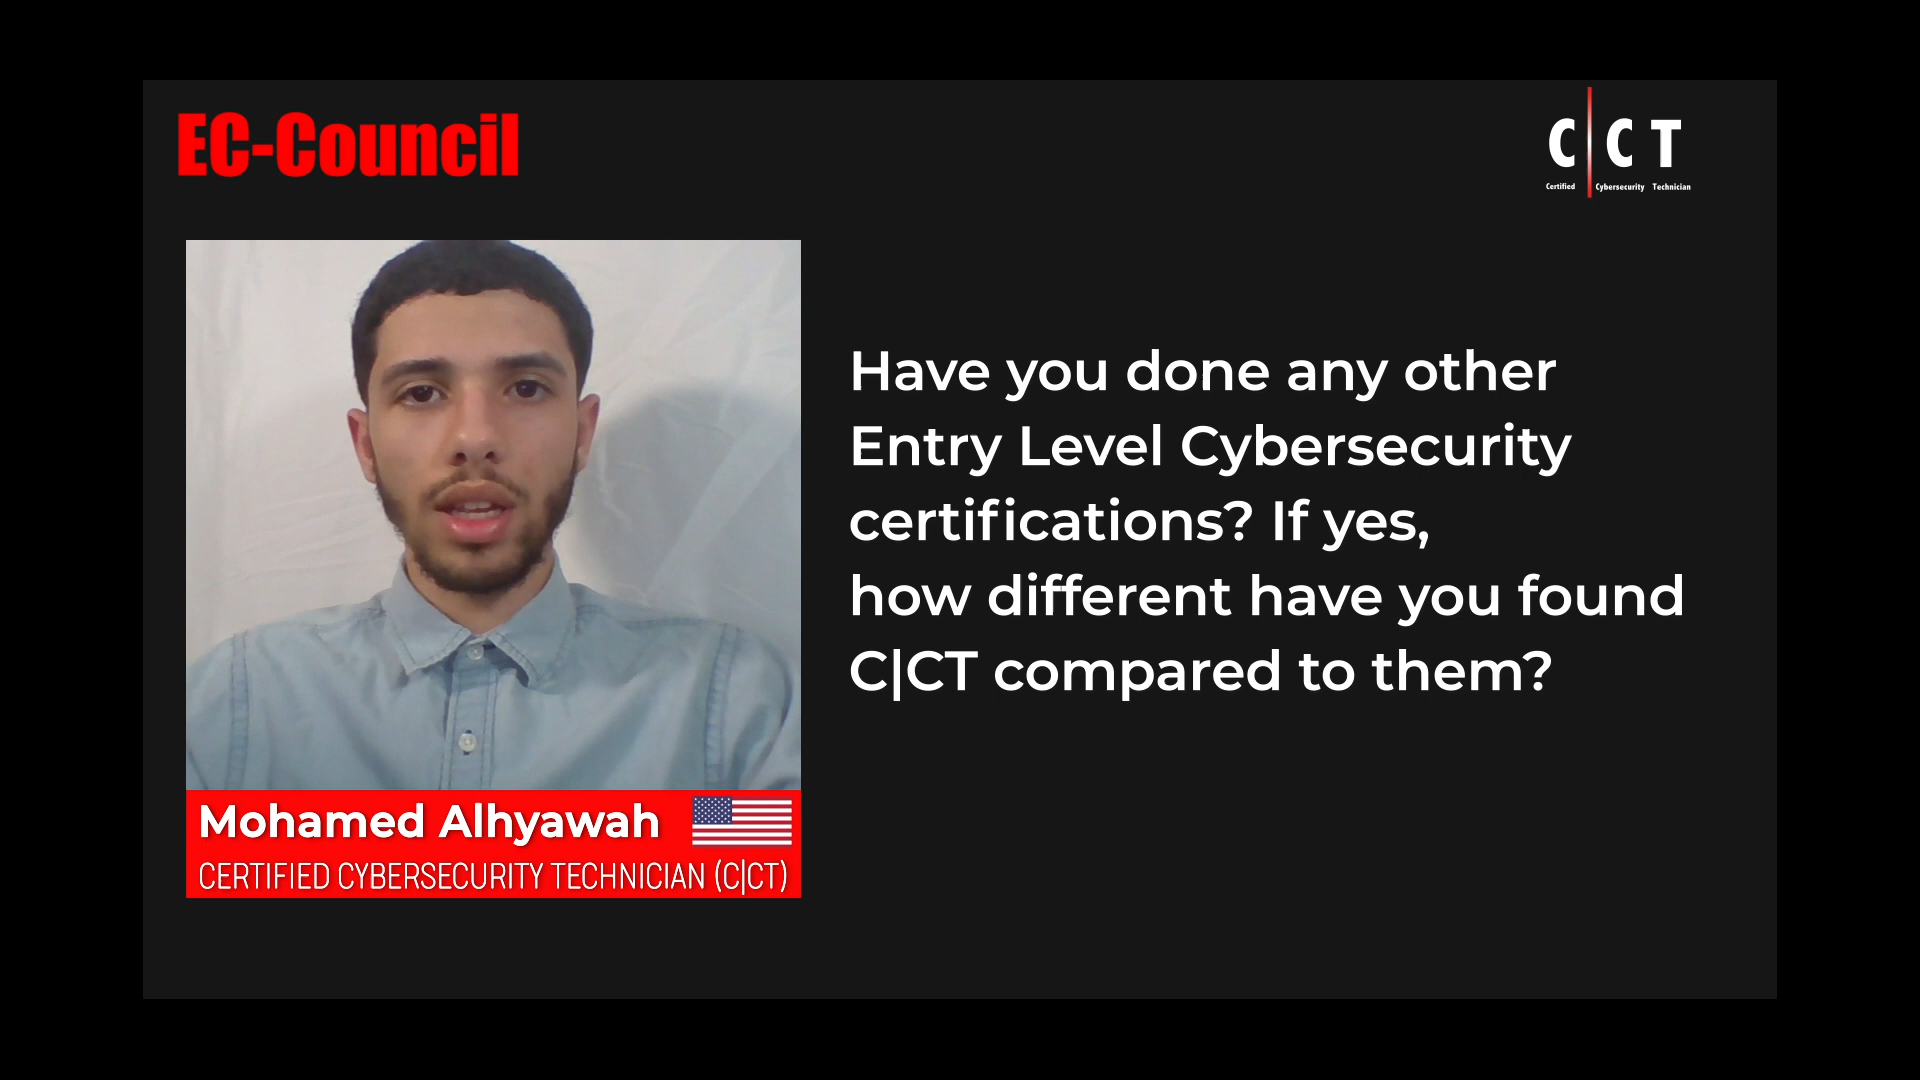 EC-Council
C|CT
Certified Cybersecurity Technician
Have you done any other
Entry Level Cybersecurity
certifications? If yes,
how different have you found
C|CT compared to them?
Mohamed Alhyawah
CERTIFIED CYBERSECURITY TECHNICIAN (C|CT)